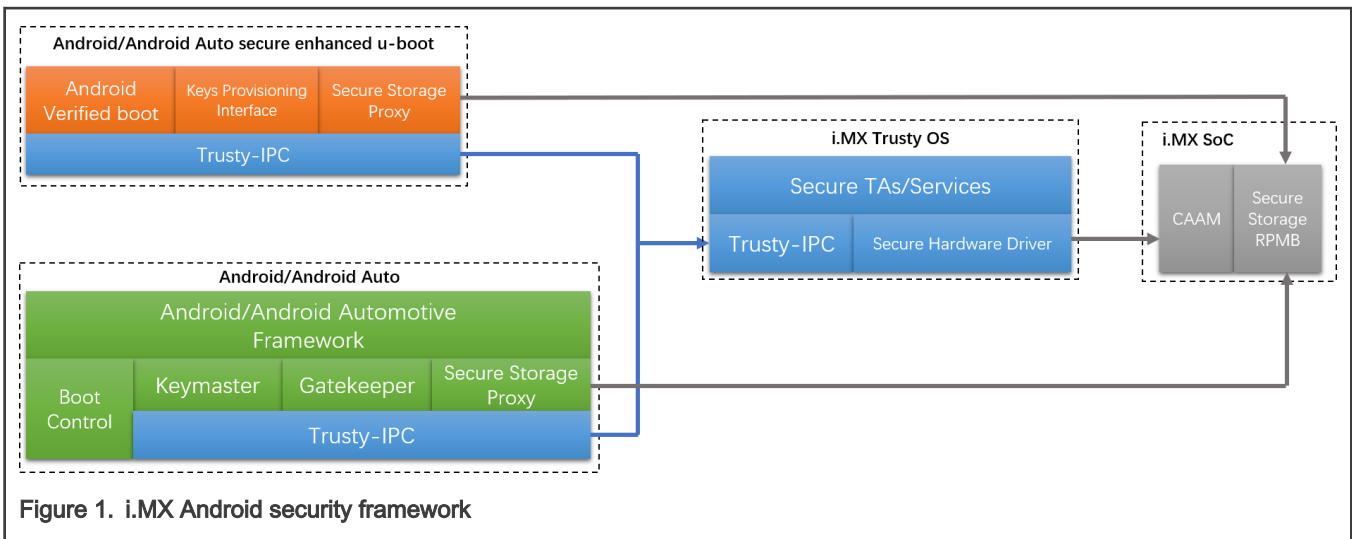 Android/Android Auto secure enhanced u-boot
Android
Verified boot
Keys Provisioning
Interface
Secure Storage
Proxy
Trusty-IPC
i.MX Trusty OS
Secure TAs/Services
Trusty-IPC
Secure Hardware Driver
i.MX SoC
CAAM
Secure
Storage
RPMB
Android/Android Auto
Android/Android Automotive
Framework
Boot
Control
Keymaster
Gatekeeper
Secure Storage
Proxy
Trusty-IPC
Figure 1. i.MX Android security framework